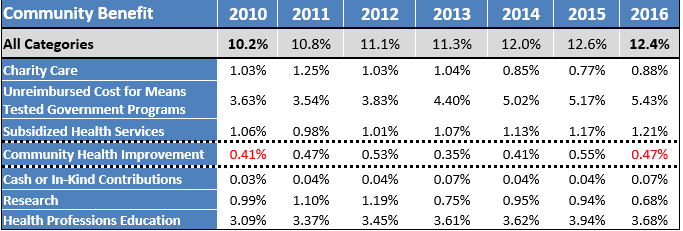 Community Benefit 2010 2011 2012 2013 2014 2015 2016
All Categories 10.2% 10.8% 11.1% 11.3% 12.0% 12.6% 12.4%
Charity Care 1.03% 1.25% 1.03% 1.04% 0.85% 0.77% 0.88%
Unreimbursed Cost for Means
Tested Government Programs 3.63% 3.54% 3.83% 4.40% 5.02% 5.17% 5.43%
Subsidized Health Services 1.06% 0.98% 1.01% 1.07% 1.13% 1.17% 1.21%
Community Health Improvement 0.41% 0.47% 0.53% 0.35% 0.41% 0.55% 0.47%
Cash or In-Kind Contributions 0.03% 0.04% 0.04% 0.07% 0.04% 0.04% 0.07%
Research 0.99% 1.10% 1.19% 0.75% 0.95% 0.94% 0.68%
Health Professions Education 3.09% 3.37% 3.45% 3.61% 3.62% 3.94% 3.68%